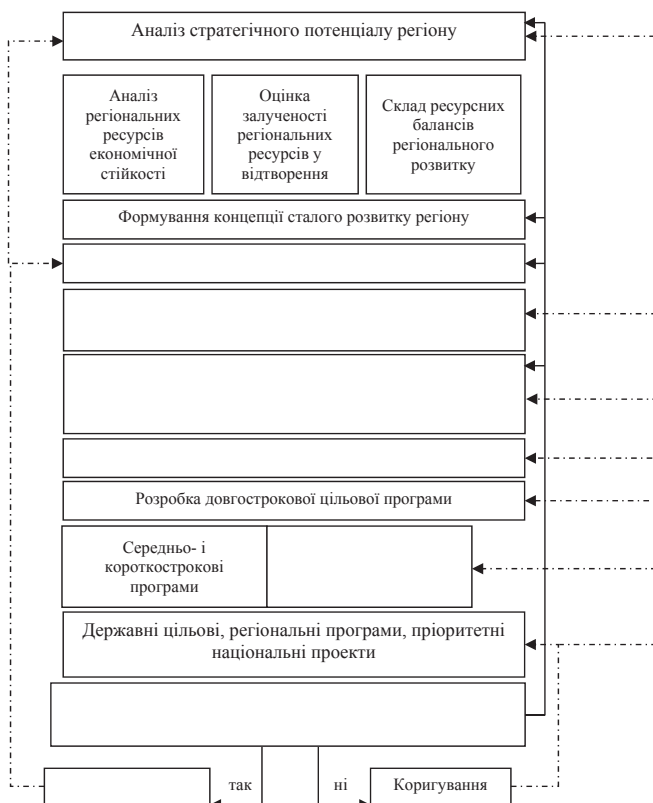 Аналіз стратегічного потенціалу регіону
Аналіз
регіональних
ресурсів
економічної
стійкості
Оцінка
залученості
регіональних
ресурсів у
відтворення
Склад ресурсних
балансів
регіонального
розвитку
Формування концепції сталого розвитку регіону
Розробка довгострокової цільової програми
Середньо- і
короткострокові
програми
Державні цільові, регіональні програми, пріоритетні
національні проекти
так
ні
Коригування